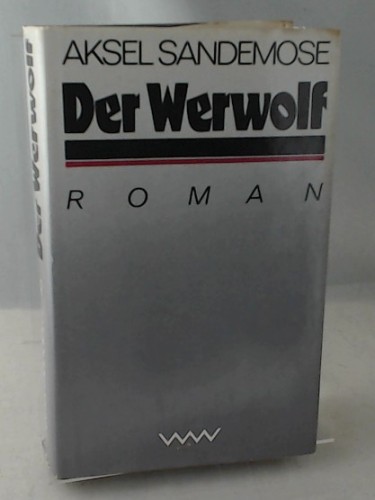 AKSEL SANDEMOSE
Der Werwolf
ROMAN
Der Werwolf